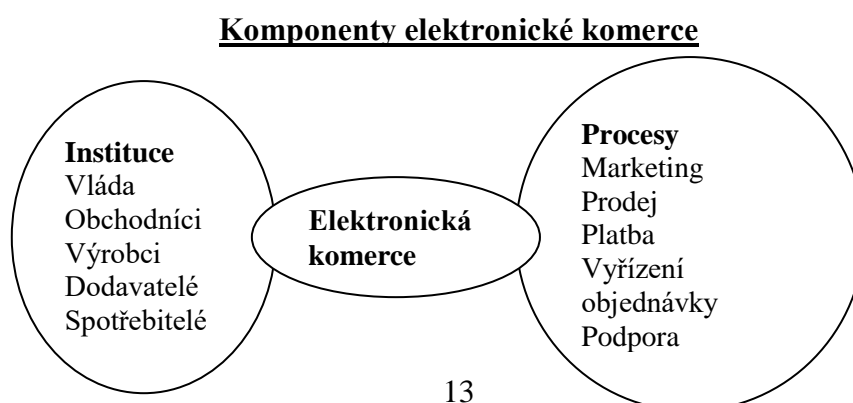 Komponenty elektronické komerce
Instituce
Vláda
Obchodníci
Výrobci
Dodavatelé
Spotřebitelé
Elektronická
komerce
Procesy
Marketing
Prodej
Platba
Vyřízení
objednávky
Podpora
13